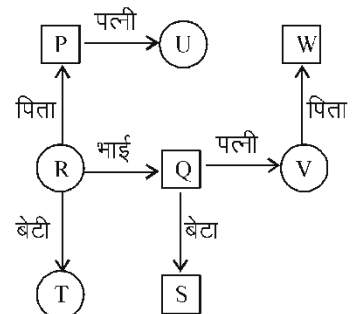 पत्नी
P U W
पिता पिता
भाई पत्नी
R Q V
बेटी बेटा
T S